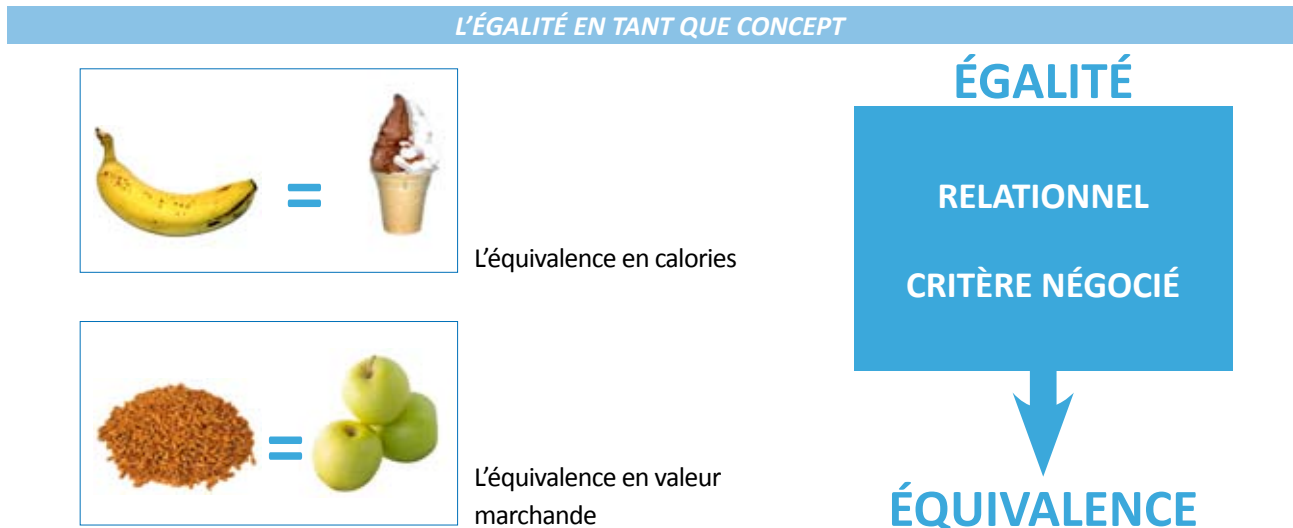 L’ÉGALITÉ EN TANT QUE CONCEPT
=
L’équivalence en calories
=
L’équivalence en valeur
marchande
ÉGALITÉ
RELATIONNEL
CRITÈRE NÉGOCIÉ
ÉQUIVALENCE